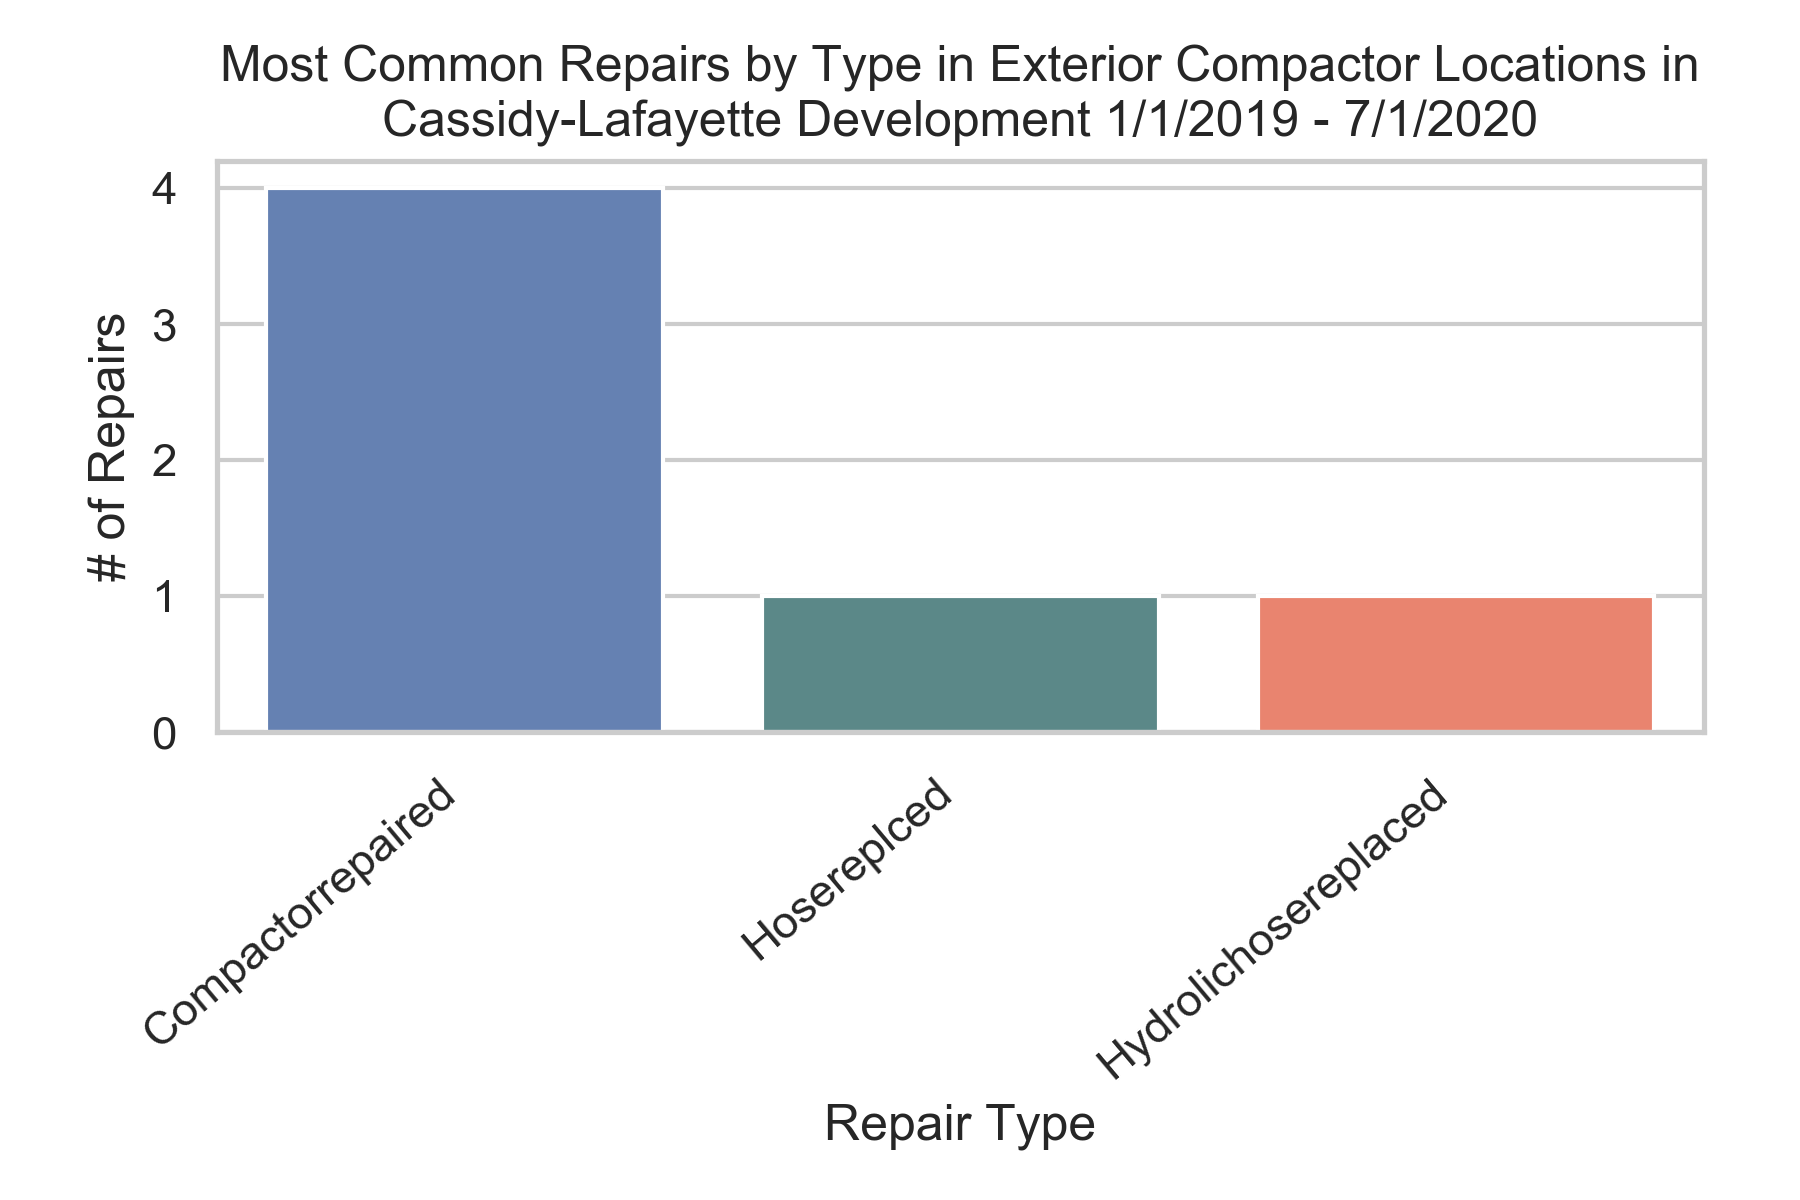 Most Common Repairs by Type in Exterior Compactor Locations in
Cassidy-Lafayette Development 1/1/2019 - 7/1/2020
# of Repairs
4
3
2
1
0
Compactorrepaired
Hosereplced
Hydrolichosereplaced
Repair Type